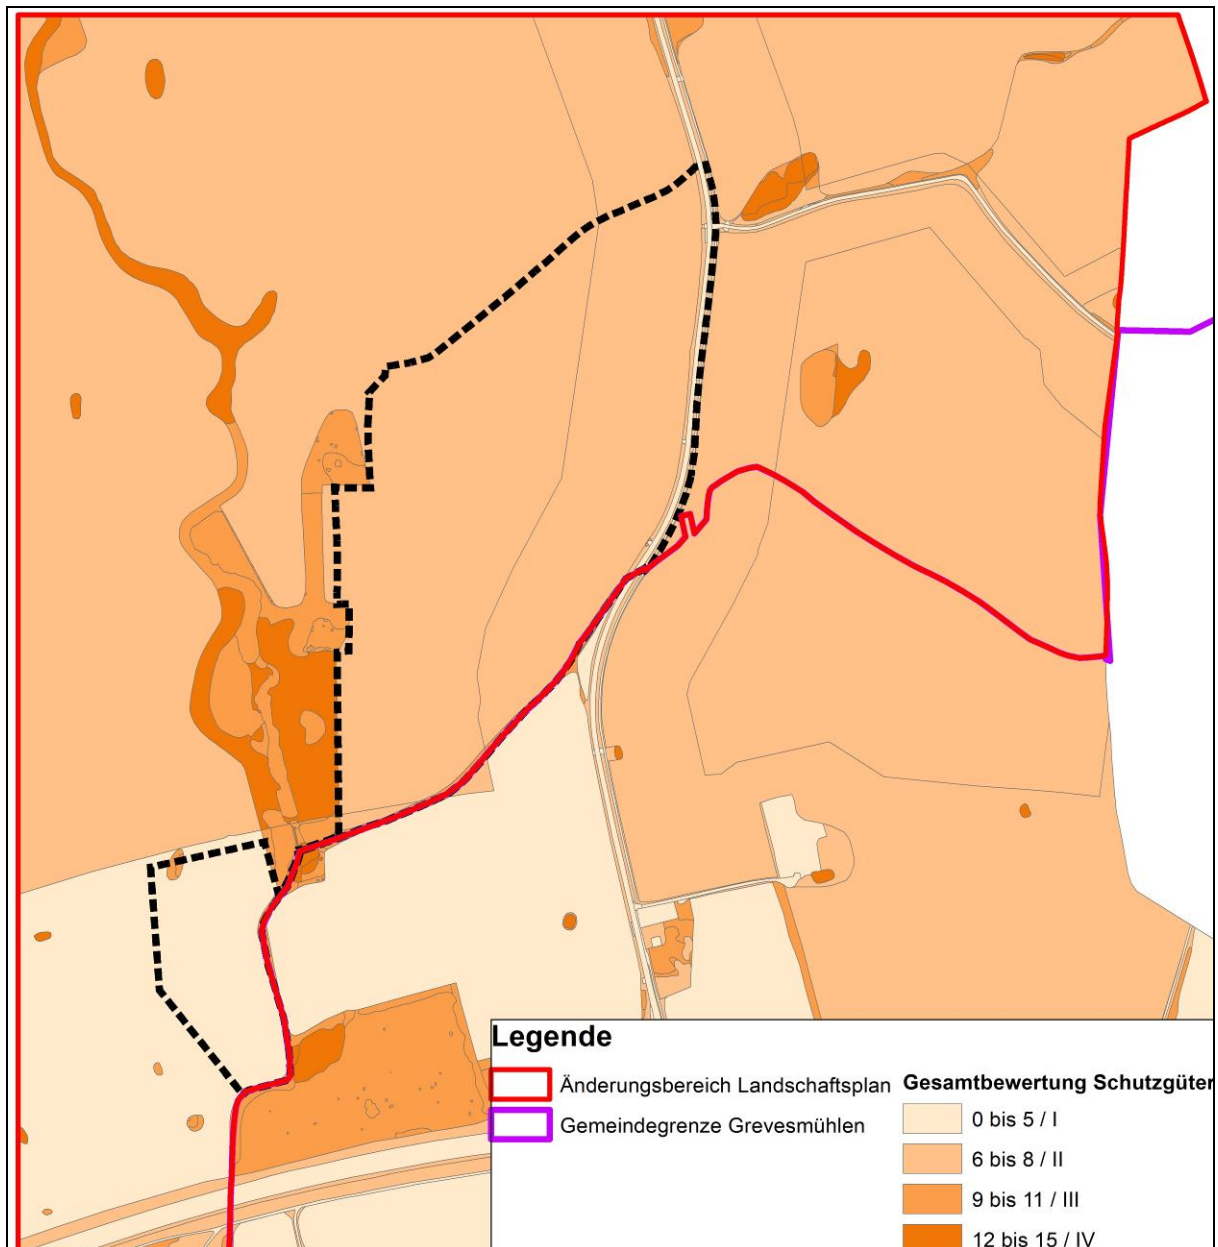 Legende
Änderungsbereich Landschaftsplan
Gemeindegrenze Grevesmühlen
Gesamtbewertung Schutzgüter
0 bis 5 / I
6 bis 8 / II
9 bis 11 / III
12 bis 15 / IV